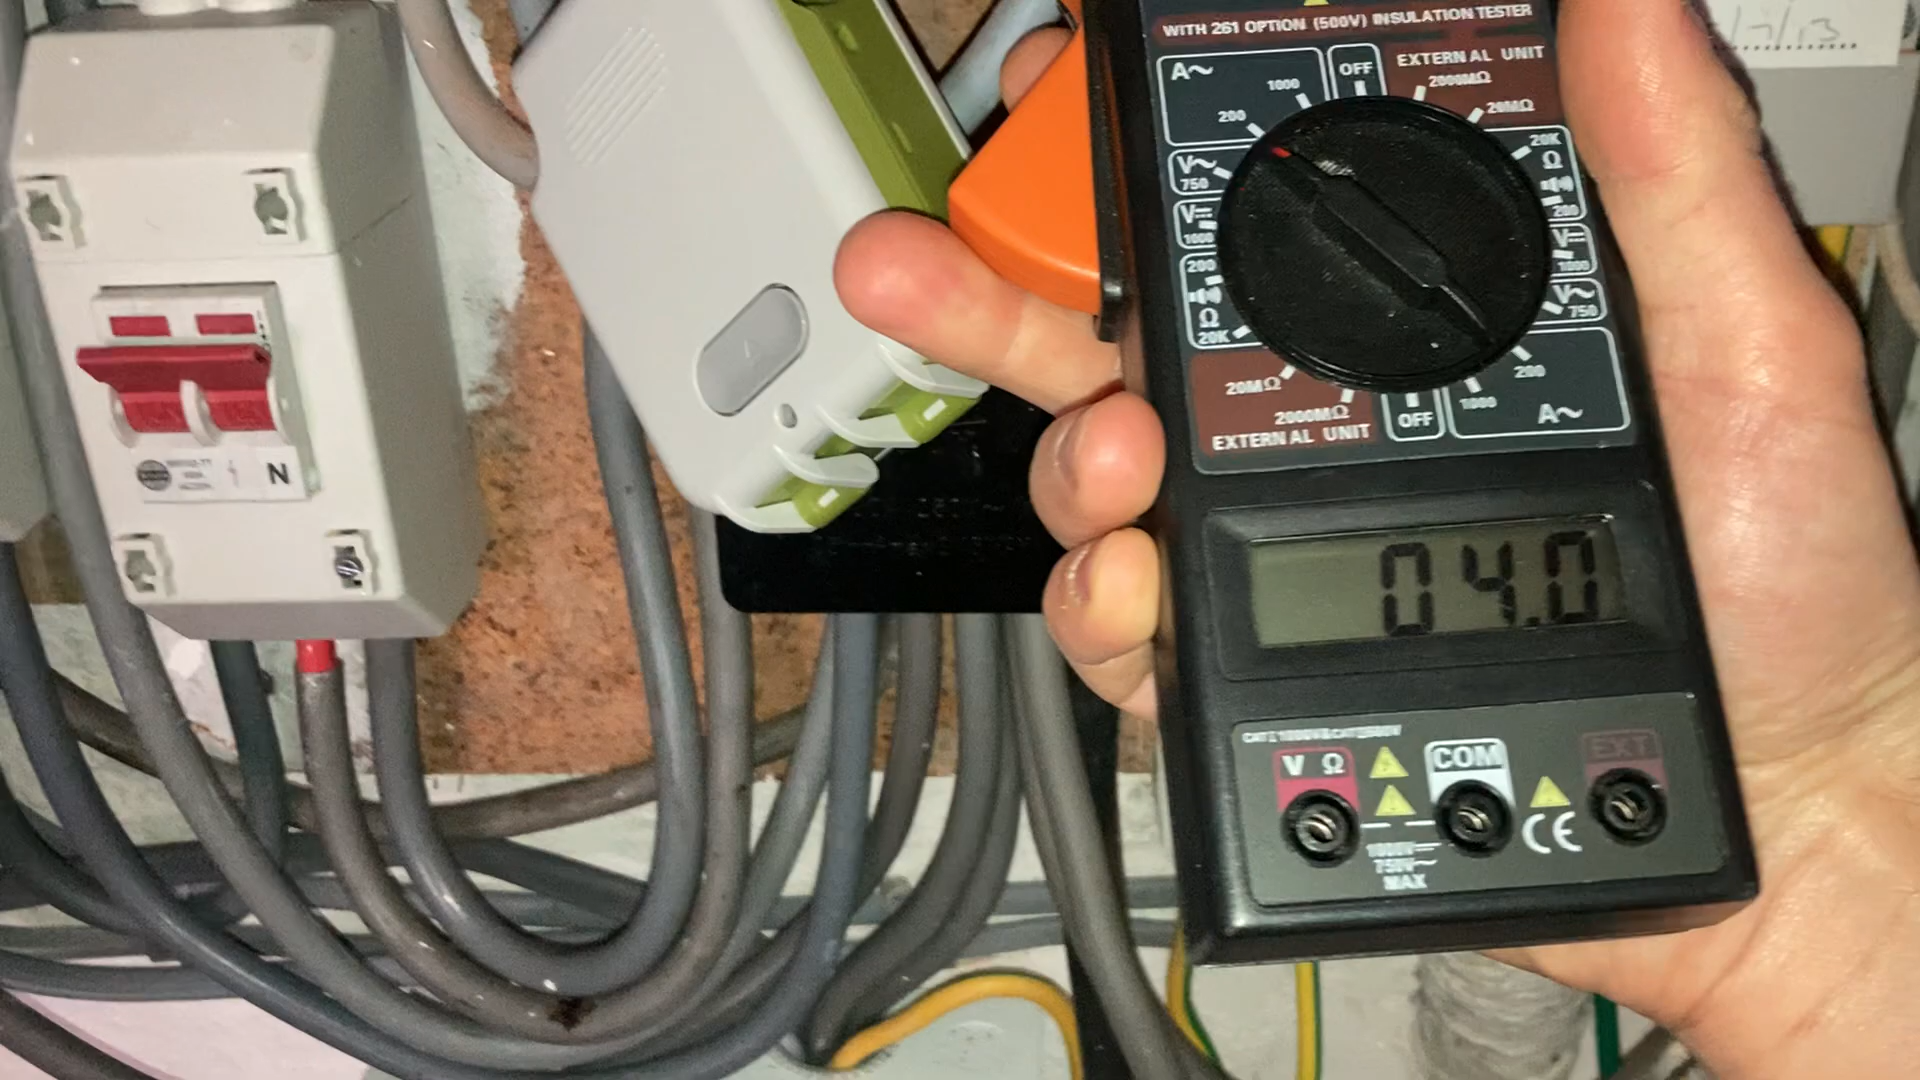 WITH 261 OPTION (500V) INSULATION TESTER
A~
1000
200
OFF
EXTERNAL UNIT
2000MΩ
20MΩ
20K
Ω
200
V~
750
V
1000
V
1000
200
Ω
20K
V~
750
20MΩ
2000MΩ
EXTERNAL UNIT
OFF
1000
200
A~
N
04.0
V Ω
COM
EXT
CE
1000V
750V~
MAX